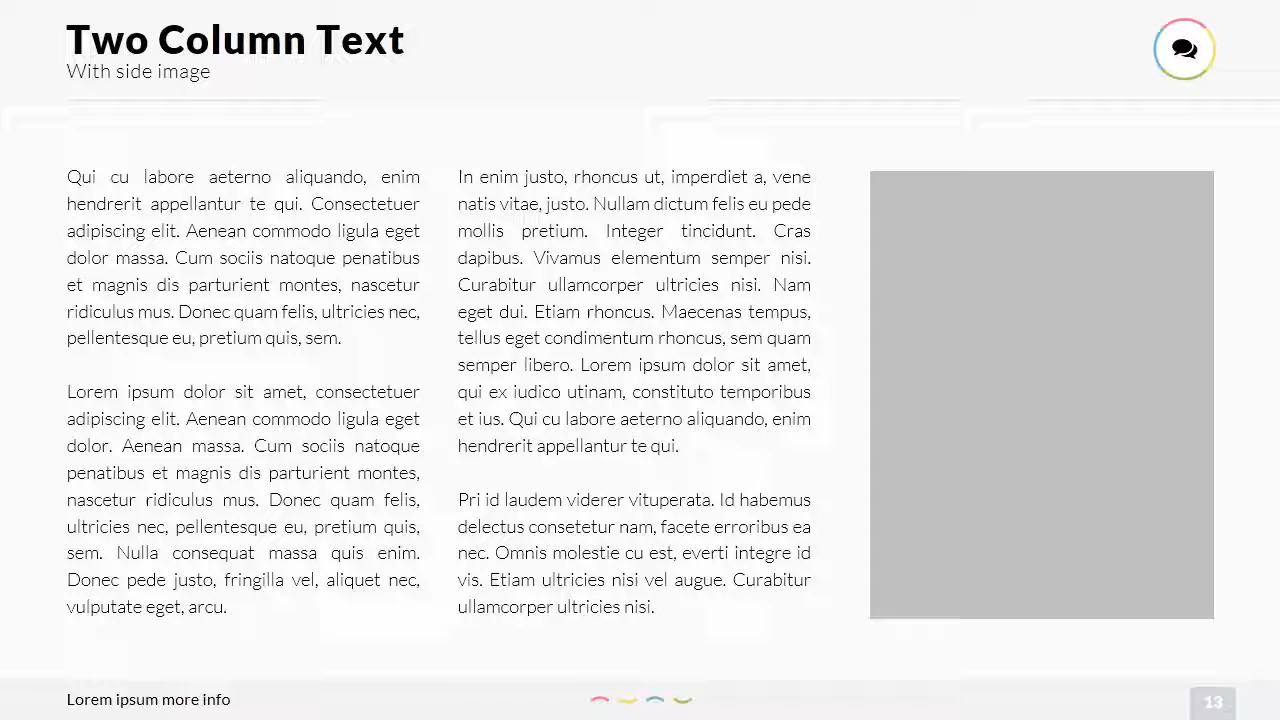 Two Column Text
With side image
Qui cu labore aeterno aliquando, enim
hendrerit appellantur te qui. Consectetuer
adipiscing elit. Aenean commodo ligula eget
dolor massa. Cum sociis natoque penatibus
et magnis dis parturient montes, nascetur
ridiculus mus. Donec quam felis, ultricies nec,
pellentesque eu, pretium quis, sem.
Lorem ipsum dolor sit amet, consectetuer
adipiscing elit. Aenean commodo ligula eget
dolor. Aenean massa. Cum sociis natoque
penatibus et magnis dis parturient montes,
nascetur ridiculus mus. Donec quam felis,
ultricies nec, pellentesque eu, pretium quis,
sem. Nulla consequat massa quis enim.
Donec pede justo, fringilla vel, aliquet nec,
vulputate eget, arcu.
In enim justo, rhoncus ut, imperdiet a, vene
natis vitae, justo. Nullam dictum felis eu pede
mollis pretium. Integer tincidunt. Cras
dapibus. Vivamus elementum semper nisi.
Curabitur ullamcorper ultricies nisi. Nam
eget dui. Etiam rhoncus. Maecenas tempus,
tellus eget condimentum rhoncus, sem quam
semper libero. Lorem ipsum dolor sit amet,
qui ex iudico utinam, constituto temporibus
et ius. Qui cu labore aeterno aliquando, enim
hendrerit appellantur te qui.
Pri id laudem viderer vituperata. Id habemus
delectus consetetur nam, facete erroribus ea
nec. Omnis molestie cu est, everti integre id
vis. Etiam ultricies nisi vel augue. Curabitur
ullamcorper ultricies nisi.
Lorem ipsum more info
13